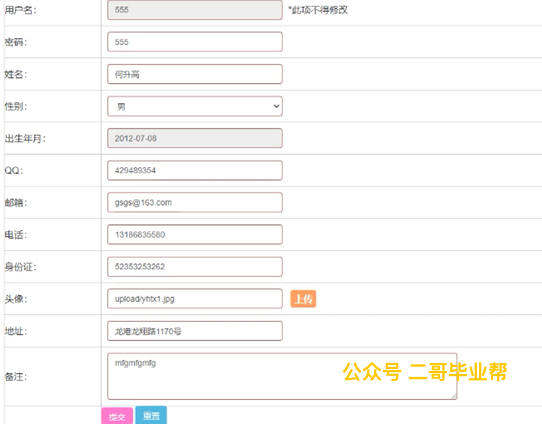 用户名： 555 *此项不得修改
密码： 555
姓名： 何升高
性别： 男
出生年月： 2012-07-08
QQ： 429489354
邮箱： gsgs@163.com
电话： 13186835580
身份证： 52353253262
头像： upload/yhtx1.jpg 上传
地址： 龙港龙翔路1170号
备注： mfgmfgmfg
公众号 二哥毕业帮
提交 重置